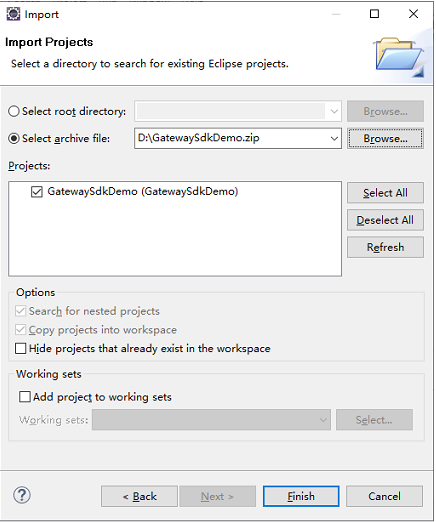 Import
Import Projects
Select a directory to search for existing Eclipse projects.
Select root directory:
Browse...
Select archive file:
D:\GatewaySdkDemo.zip
Browse...
Projects:
GatewaySdkDemo (GatewaySdkDemo)
Select All
Deselect All
Refresh
Options
Search for nested projects
Copy projects into workspace
Hide projects that already exist in the workspace
Working sets
Add project to working sets
Working sets:
Select...
?
< Back
Next >
Finish
Cancel